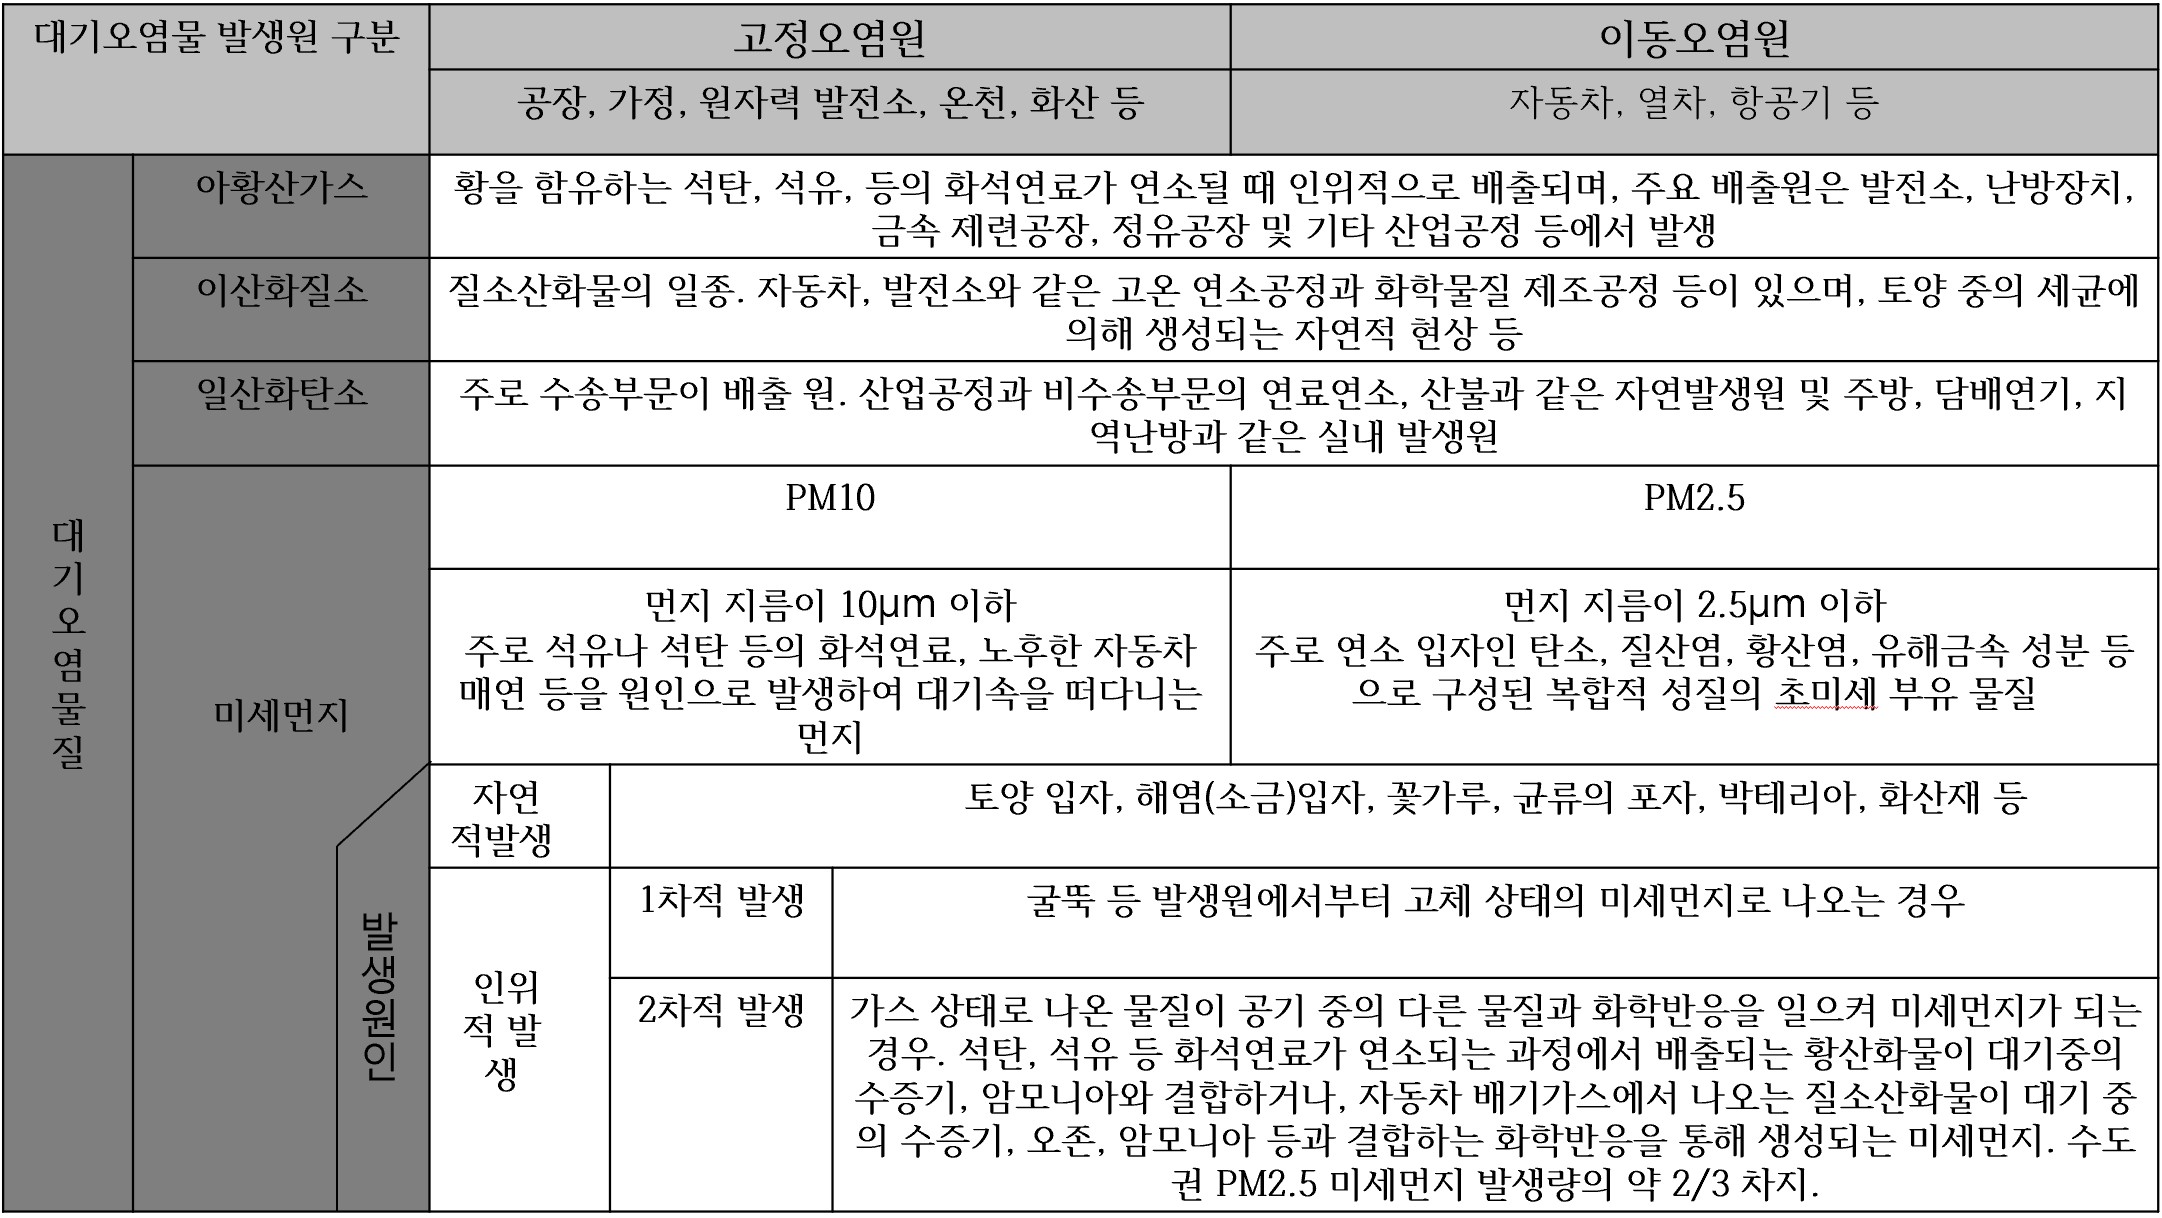 대기오염물 발생원 구분
고정오염원
이동오염원
공장, 가정, 원자력 발전소, 온천, 화산 등
자동차, 열차, 항공기 등
대
기
오
염
물
질
아황산가스
황을 함유하는 석탄, 석유, 등의 화석연료가 연소될 때 인위적으로 배출되며, 주요 배출원은 발전소, 난방장치,
금속 제련공장, 정유공장 및 기타 산업공정 등에서 발생
이산화질소
질소산화물의 일종. 자동차, 발전소와 같은 고온 연소공정과 화학물질 제조공정 등이 있으며, 토양 중의 세균에
의해 생성되는 자연적 현상 등
일산화탄소
주로 수송부문이 배출 원. 산업공정과 비수송부문의 연료연소, 산불과 같은 자연발생원 및 주방, 담배연기, 지
역난방과 같은 실내 발생원
미세먼지
PM10
PM2.5
먼지 지름이 10μm 이하
주로 석유나 석탄 등의 화석연료, 노후한 자동차
매연 등을 원인으로 발생하여 대기속을 떠다니는
먼지
먼지 지름이 2.5μm 이하
주로 연소 입자인 탄소, 질산염, 황산염, 유해금속 성분 등
으로 구성된 복합적 성질의 초미세 부유 물질
발생원인
자연
적발생
토양 입자, 해염(소금)입자, 꽃가루, 균류의 포자, 박테리아, 화산재 등
인위
적 발
생
1차적 발생
굴뚝 등 발생원에서부터 고체 상태의 미세먼지로 나오는 경우
2차적 발생
가스 상태로 나온 물질이 공기 중의 다른 물질과 화학반응을 일으켜 미세먼지가 되는
경우. 석탄, 석유 등 화석연료가 연소되는 과정에서 배출되는 황산화물이 대기중의
수증기, 암모니아와 결합하거나, 자동차 배기가스에서 나오는 질소산화물이 대기 중
의 수증기, 오존, 암모니아 등과 결합하는 화학반응을 통해 생성되는 미세먼지. 수도
권 PM2.5 미세먼지 발생량의 약 2/3 차지.